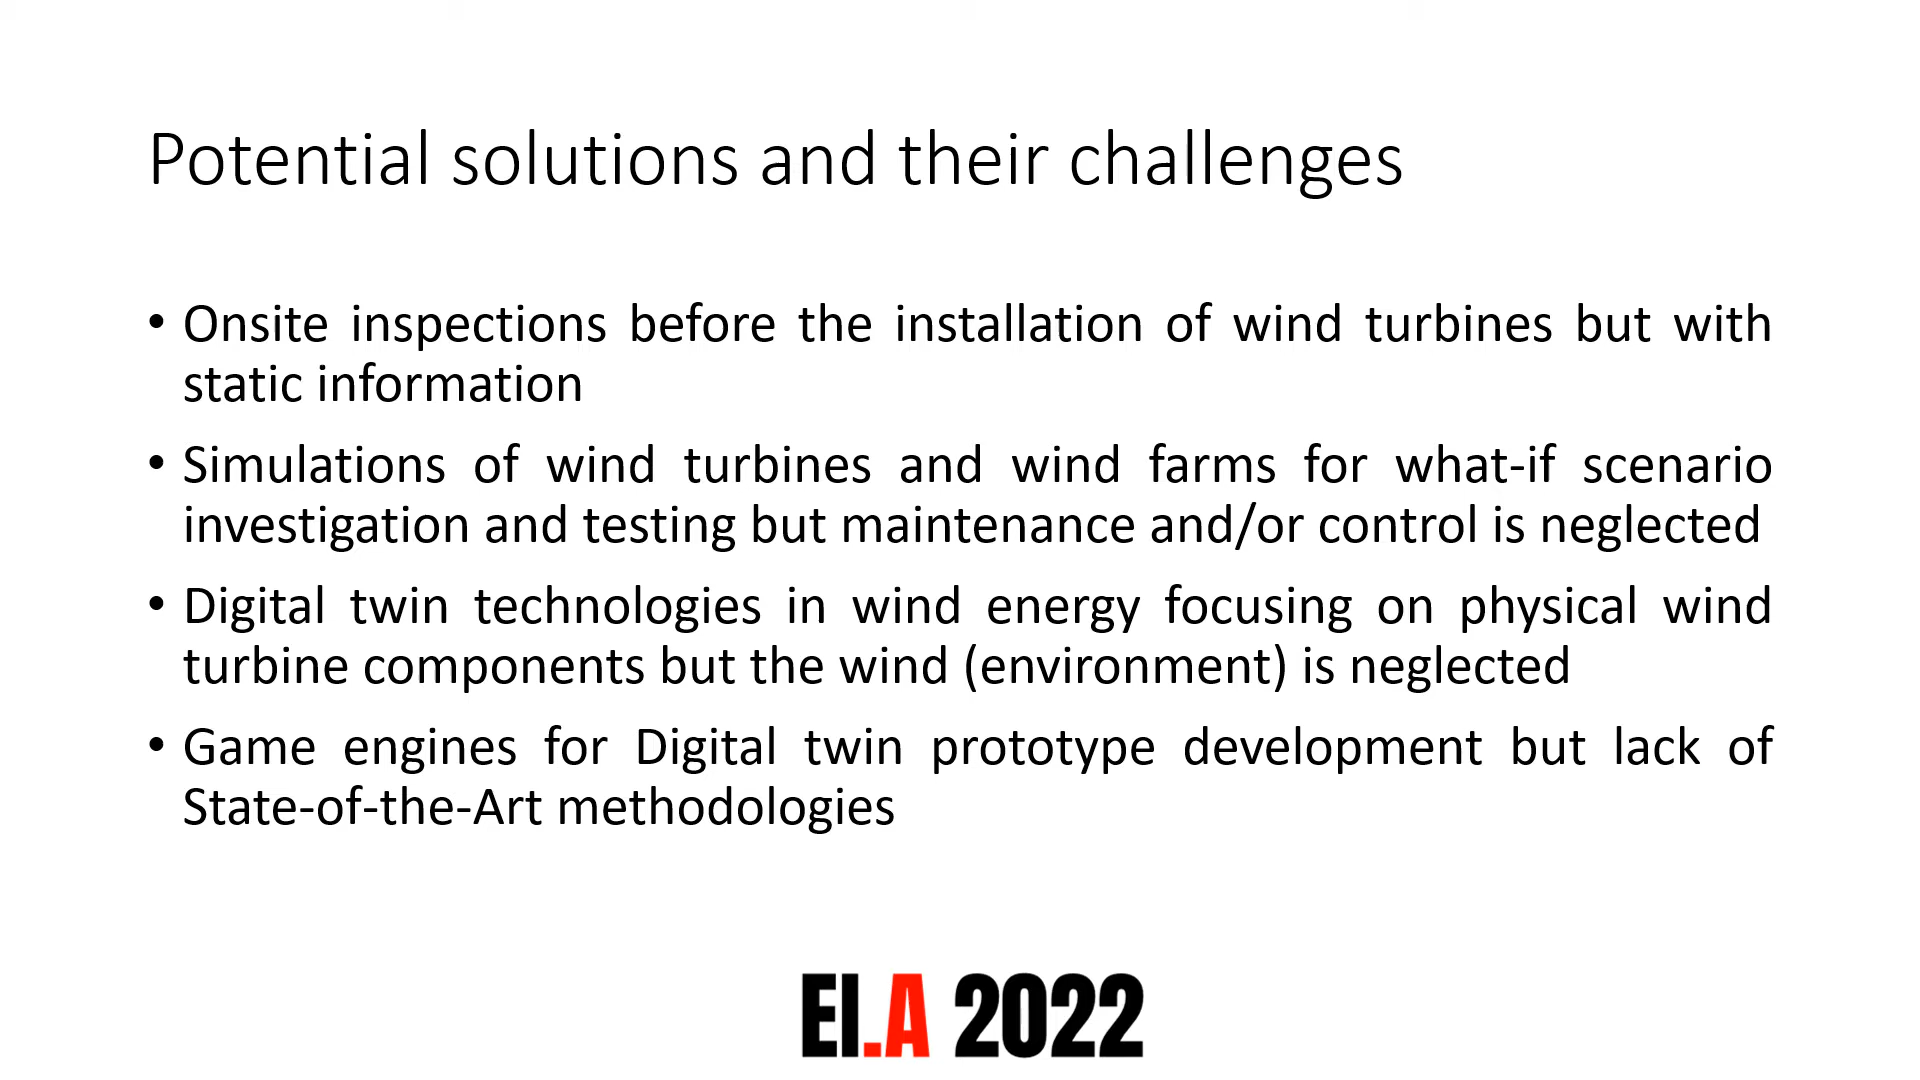 Potential solutions and their challenges
• Onsite inspections before the installation of wind turbines but with
static information
• Simulations of wind turbines and wind farms for what-if scenario
investigation and testing but maintenance and/or control is neglected
• Digital twin technologies in wind energy focusing on physical wind
turbine components but the wind (environment) is neglected
• Game engines for Digital twin prototype development but lack of
State-of-the-Art methodologies
EI.A 2022